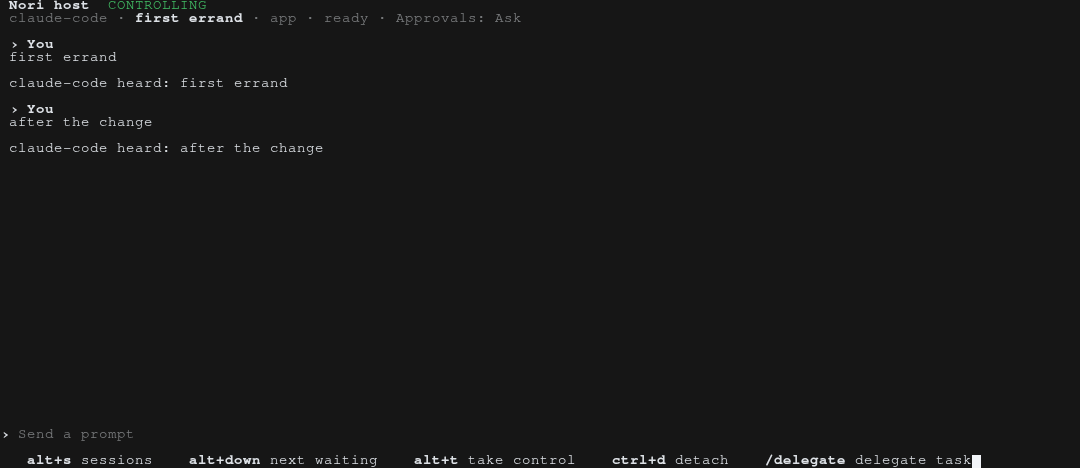 Nori host  CONTROLLING
claude-code · first errand · app · ready · Approvals: Ask
› You
first errand
claude-code heard: first errand
› You
after the change
claude-code heard: after the change
› Send a prompt
alt+s sessions    alt+down next waiting    alt+t take control    ctrl+d detach    /delegate delegate task